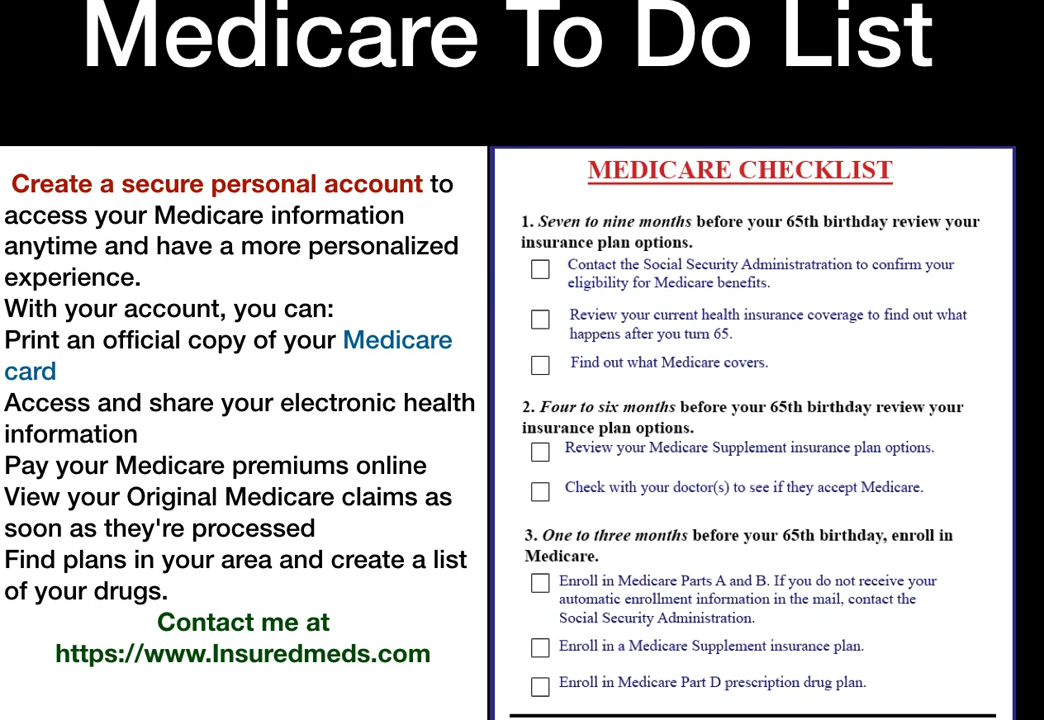 Medicare To Do List
Create a secure personal account to
access your Medicare information
anytime and have a more personalized
experience.
With your account, you can:
Print an official copy of your Medicare
card
Access and share your electronic health
information
Pay your Medicare premiums online
View your Original Medicare claims as
soon as they're processed
Find plans in your area and create a list
of your drugs.
Contact me at
https://www.Insuredmeds.com
MEDICARE CHECKLIST
1. Seven to nine months before your 65th birthday review your
insurance plan options.
Contact the Social Security Administratration to confirm your
eligibility for Medicare benefits.
Review your current health insurance coverage to find out what
happens after you turn 65.
Find out what Medicare covers.
2. Four to six months before your 65th birthday review your
insurance plan options.
Review your Medicare Supplement insurance plan options.
Check with your doctor(s) to see if they accept Medicare.
3. One to three months before your 65th birthday, enroll in
Medicare.
Enroll in Medicare Parts A and B. If you do not receive your
automatic enrollment information in the mail, contact the
Social Security Administration.
Enroll in a Medicare Supplement insurance plan.
Enroll in Medicare Part D prescription drug plan.